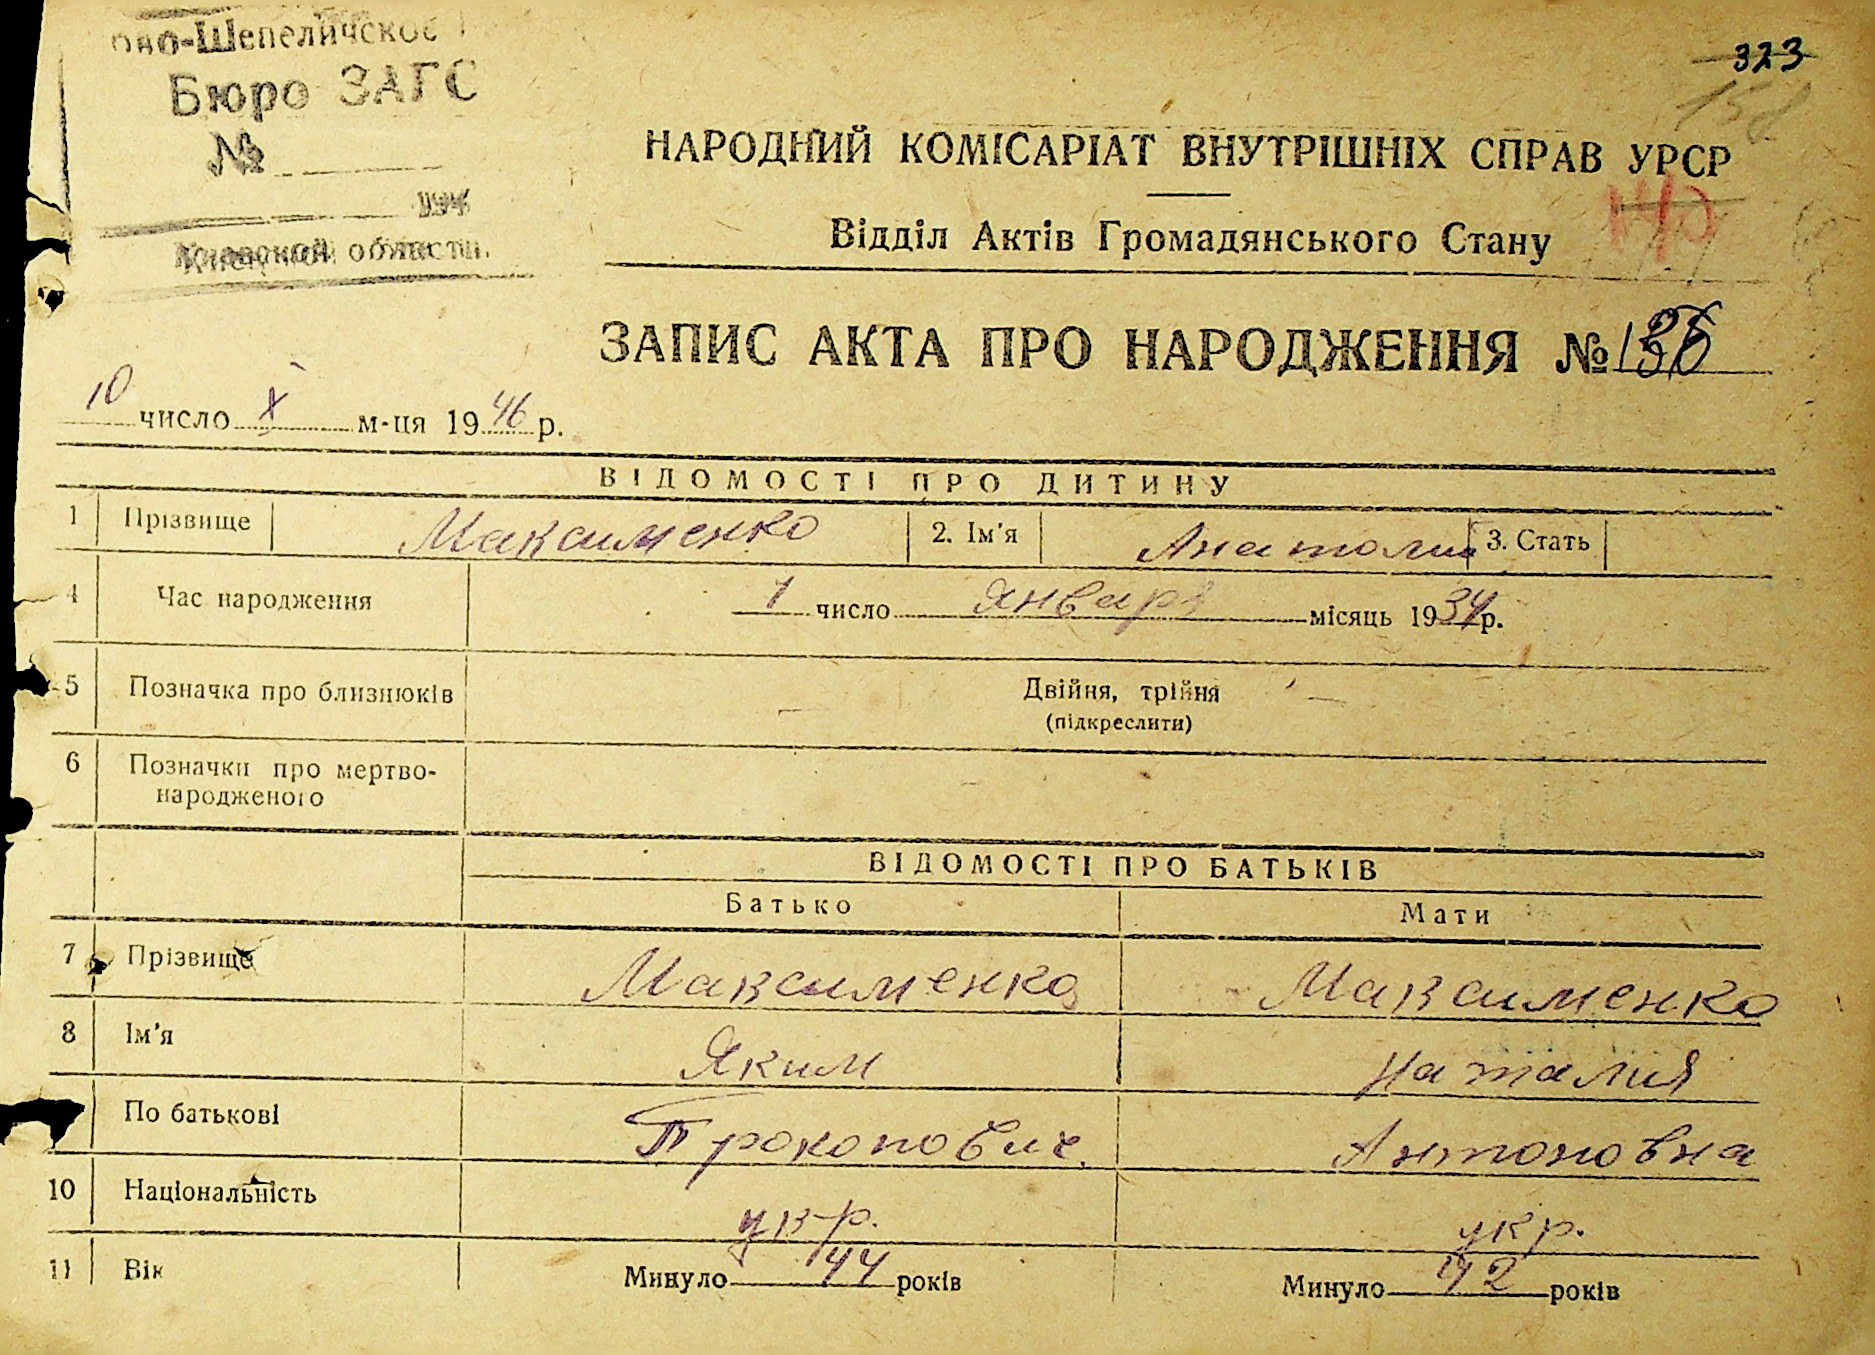 ово-Шепеличское
Бюро ЗАГС
№
Киевской области.
323
158
140
НАРОДНИЙ КОМІСАРІАТ ВНУТРІШНІХ СПРАВ УРСР
Відділ Актів Громадянського Стану
ЗАПИС АКТА ПРО НАРОДЖЕННЯ №
10 число X м-ця 1946 р.
ВІДОМОСТІ ПРО ДИТИНУ
1 Прізвище Максименко 2. Ім'я Анатолий 3. Стать
4 Час народження 1 число января місяць 1934 р.
5 Позначка про близнюків Двійня, трійня
(підкреслити)
6 Позначки про мертво-
народженого
ВІДОМОСТІ ПРО БАТЬКІВ
Батько Мати
7 Прізвище Максименко Максименко
8 Ім'я Яким Наталия
По батькові Прокопович. Антоновна
10 Національність укр. укр.
11 Вік Минуло 44 років Минуло 42 років